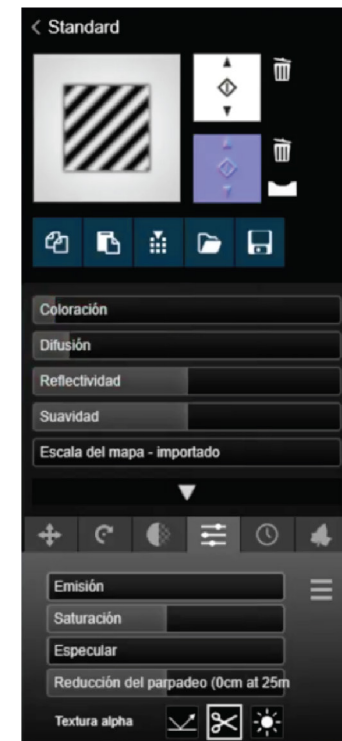 < Standard
Coloración
Difusión
Reflectividad
Suavidad
Escala del mapa - importado
Emisión
Saturación
Especular
Reducción del parpadeo (0cm at 25m
Textura alpha